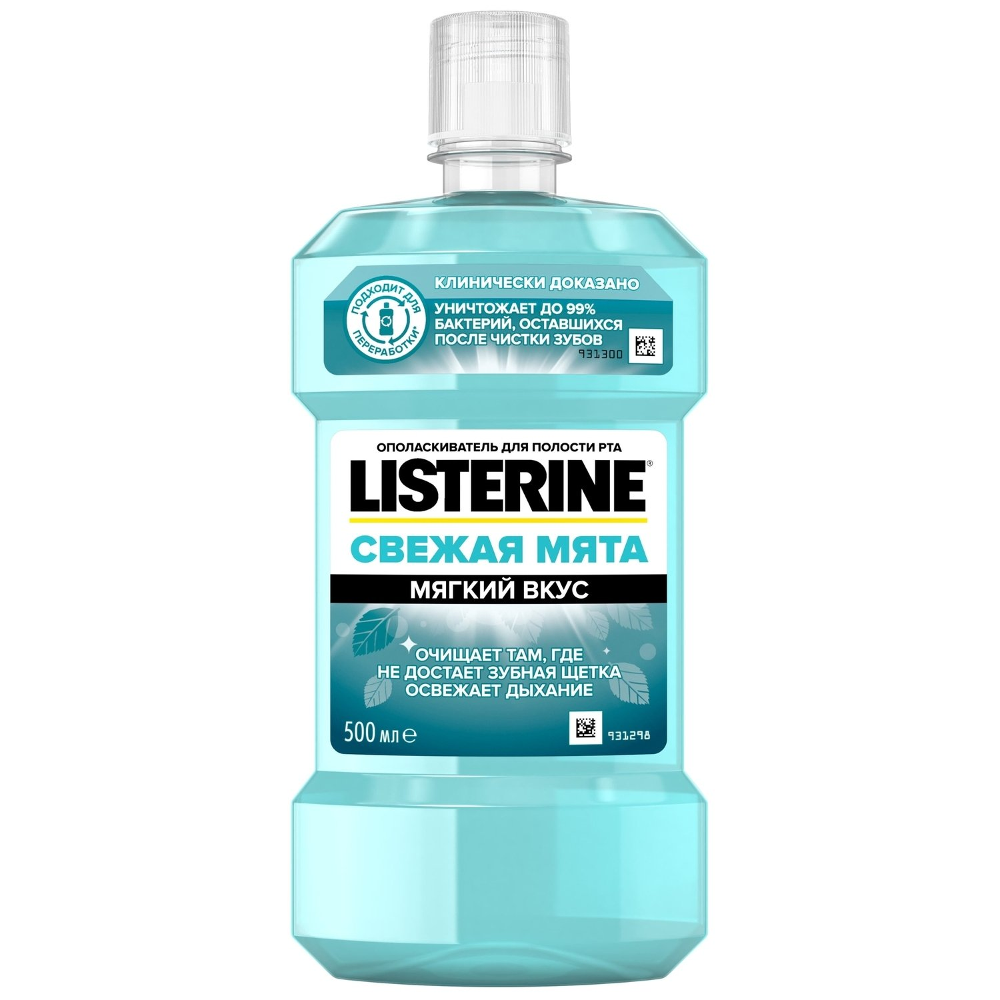 КЛИНИЧЕСКИ ДОКАЗАНО
ПОДХОДИТ ДЛЯ
ПЕРЕРАБОТКИ*
УНИЧТОЖАЕТ ДО 99%
БАКТЕРИЙ, ОСТАВШИХСЯ
ПОСЛЕ ЧИСТКИ ЗУБОВ
931300
ОПОЛАСКИВАТЕЛЬ ДЛЯ ПОЛОСТИ РТА
LISTERINE®
СВЕЖАЯ МЯТА
МЯГКИЙ ВКУС
ОЧИЩАЕТ ТАМ, ГДЕ
НЕ ДОСТАЕТ ЗУБНАЯ ЩЕТКА
ОСВЕЖАЕТ ДЫХАНИЕ
500 мл ℮
931298